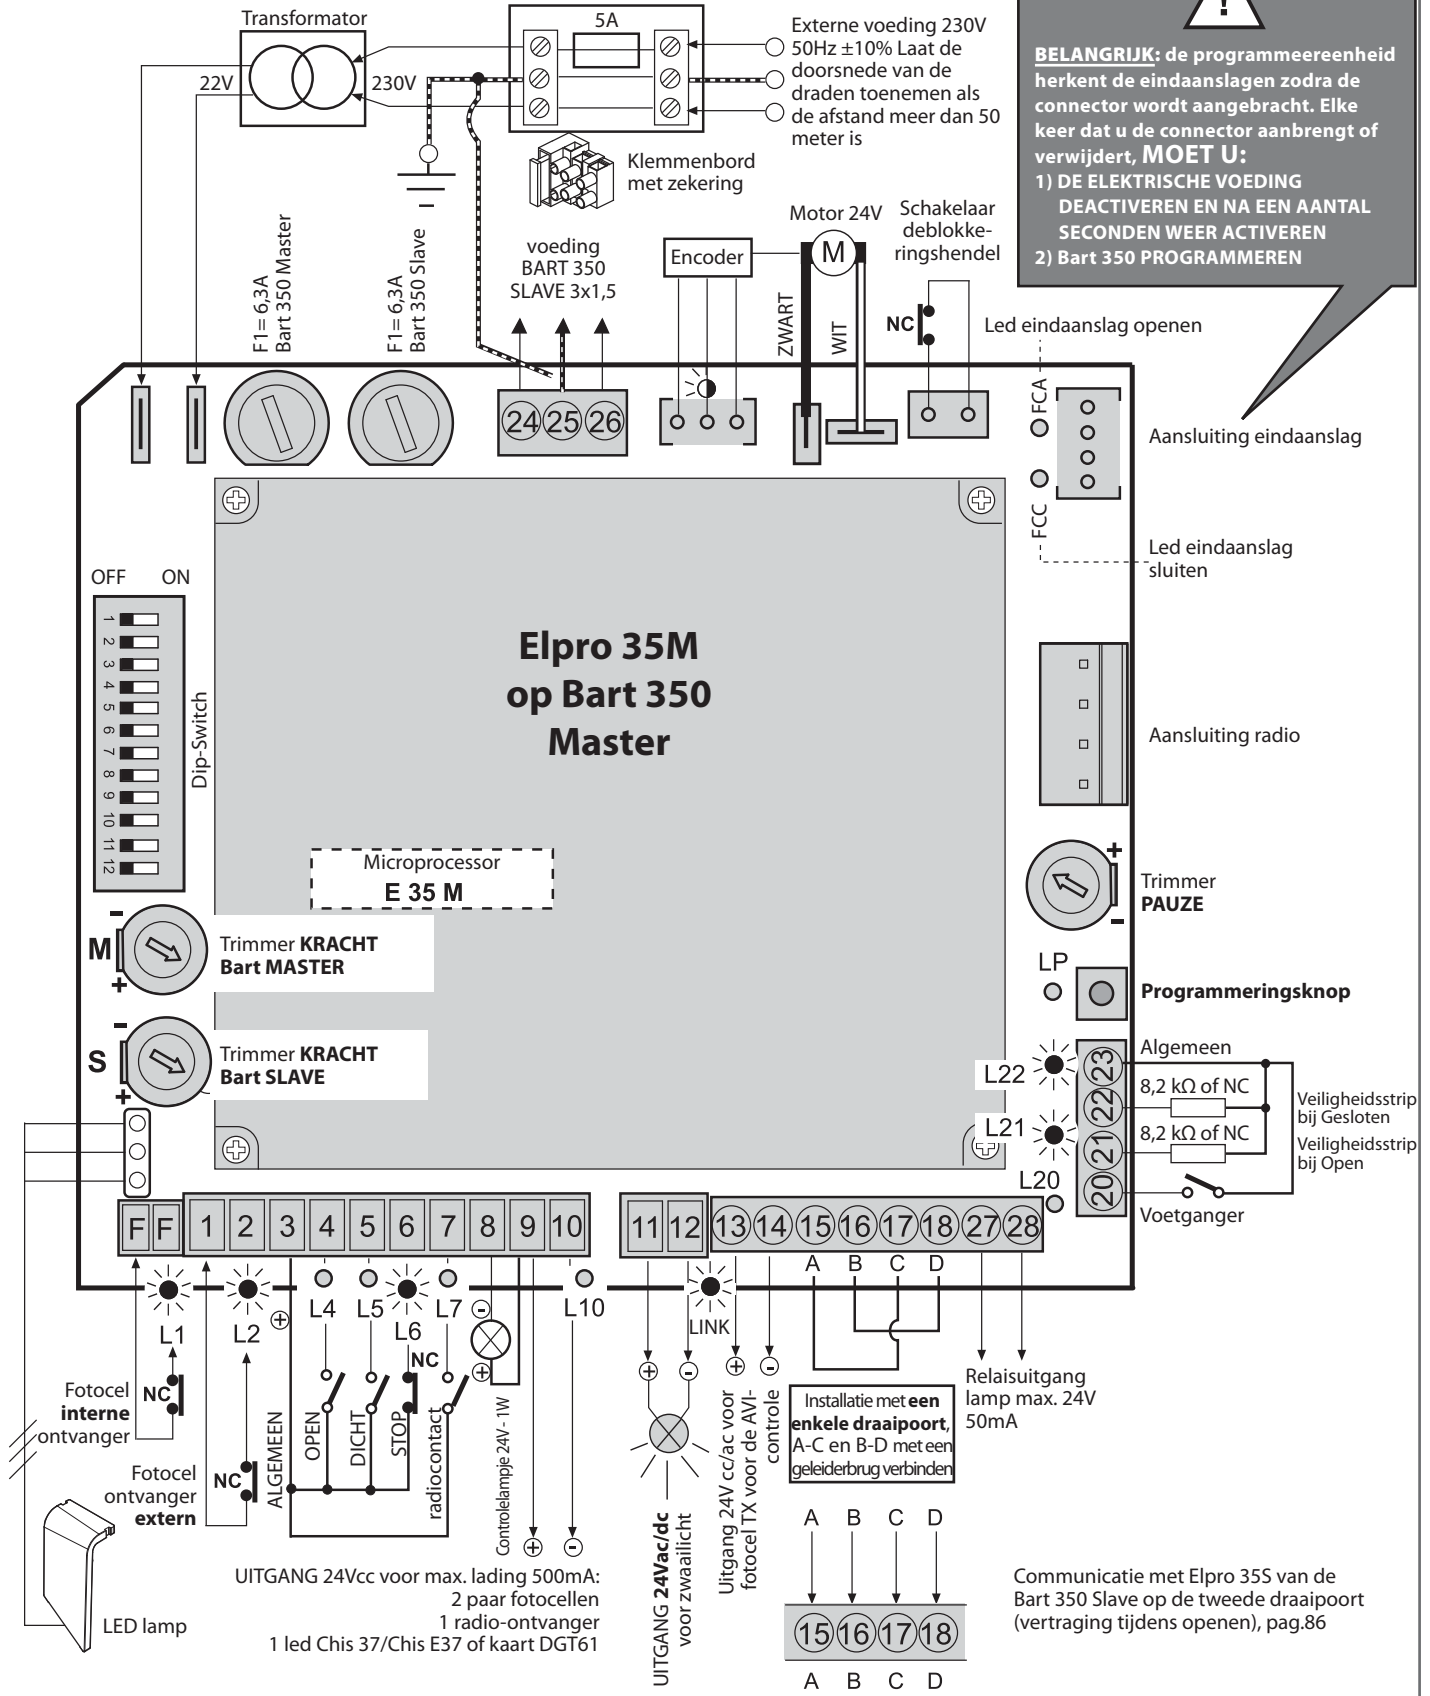 Transformator
22V
230V
5A
Externe voeding 230V
50Hz ±10% Laat de
doorsnede van de
draden toenemen als
de afstand meer dan 50
meter is
Klemmenbord
met zekering
!
BELANGRIJK: de programmeereenheid
herkent de eindaanslagen zodra de
connector wordt aangebracht. Elke
keer dat u de connector aanbrengt of
verwijdert, MOET U:
1) DE ELEKTRISCHE VOEDING
DEACTIVEREN EN NA EEN AANTAL
SECONDEN WEER ACTIVEREN
2) Bart 350 PROGRAMMEREN
F1= 6,3A
Bart 350 Master
F1= 6,3A
Bart 350 Slave
voeding
BART 350
SLAVE 3x1,5
Encoder
Motor 24V
M
ZWART
WIT
Schakelaar
deblokke-
ringshendel
NC
Led eindaanslag openen
24 25 26
FCA
FCC
Aansluiting eindaanslag
Led eindaanslag
sluiten
OFF ON
1
2
3
4
5
6
7
8
9
10
11
12
Dip-Switch
Elpro 35M
op Bart 350
Master
Aansluiting radio
Microprocessor
E 35 M
+
-
Trimmer
PAUZE
-
M
+
Trimmer KRACHT
Bart MASTER
LP
Programmeringsknop
-
S
+
Trimmer KRACHT
Bart SLAVE
L22
L21
L20
23
22
21
20
Algemeen
8,2 kΩ of NC
8,2 kΩ of NC
Veiligheidsstrip
bij Gesloten
Veiligheidsstrip
bij Open
Voetganger
F F 1 2 3 4 5 6 7 8 9 10
11 12 13 14 15 16 17 18 27 28
A B C D
L1
L2
+
L4
L5
L6
L7
-
+
L10
LINK
+ -
+ -
NC
Fotocel
interne
ontvanger
NC
Fotocel
ontvanger
extern
NC
ALGEMEEN
OPEN
DICHT
STOP
radiocontact
Controlelampje 24V - 1W
+ -
UITGANG 24Vac/dc
voor zwaailicht
Uitgang 24V cc/ac voor
fotocel TX voor de AVI-
controle
Relaisuitgang
lamp max. 24V
50mA
Installatie met een
enkele draaipoort,
A-C en B-D met een
geleiderbrug verbinden
LED lamp
UITGANG 24Vcc voor max. lading 500mA:
2 paar fotocellen
1 radio-ontvanger
1 led Chis 37/Chis E37 of kaart DGT61
A B C D
15 16 17 18
A B C D
Communicatie met Elpro 35S van de
Bart 350 Slave op de tweede draaipoort
(vertraging tijdens openen), pag.86